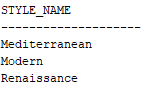 STYLE_NAME
--------------------
Mediterranean
Modern
Renaissance